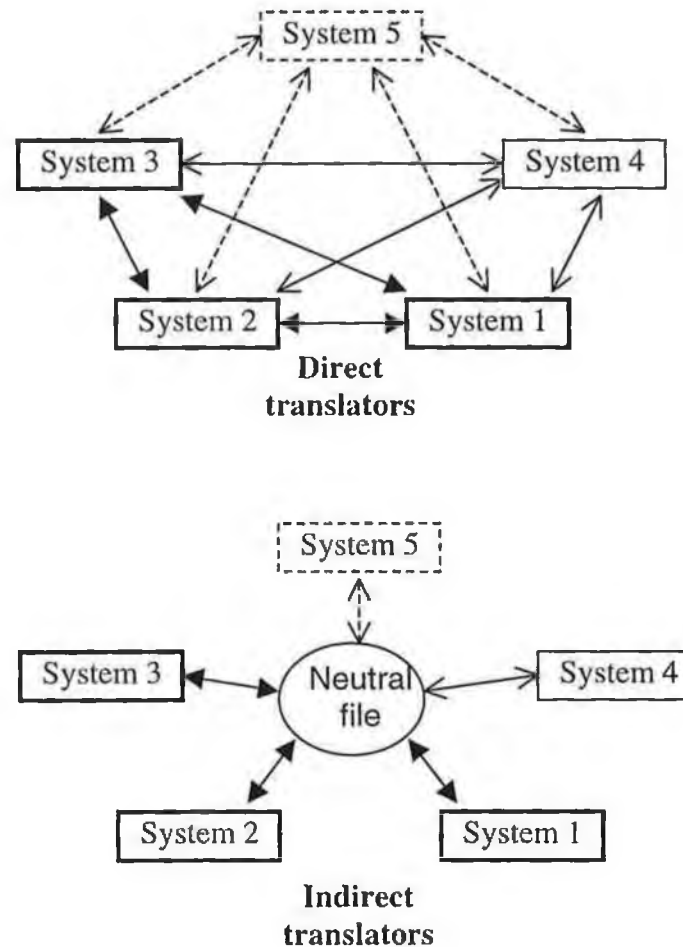 System 5
System 3
System 4
System 2
System 1
Direct
translators
System 5
System 3
Neutral
file
System 4
System 2
System 1
Indirect
translators